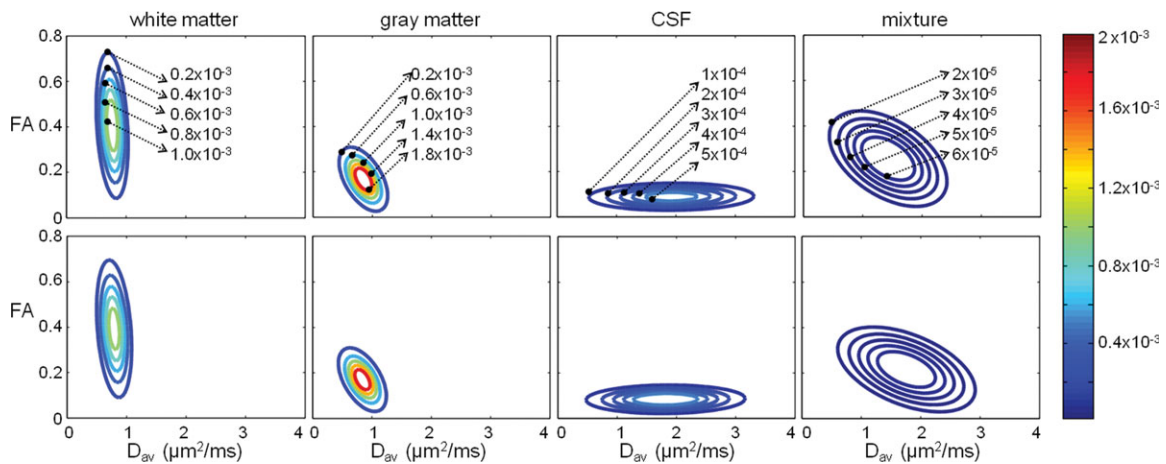 white matter
gray matter
CSF
mixture
0.8
0.6
FA 0.4
0.2
0
0.2x10⁻³
0.4x10⁻³
0.6x10⁻³
0.8x10⁻³
1.0x10⁻³
0.2x10⁻³
0.6x10⁻³
1.0x10⁻³
1.4x10⁻³
1.8x10⁻³
1x10⁻⁴
2x10⁻⁴
3x10⁻⁴
4x10⁻⁴
5x10⁻⁴
2x10⁻⁵
3x10⁻⁵
4x10⁻⁵
5x10⁻⁵
6x10⁻⁵
2x10⁻³
1.6x10⁻³
1.2x10⁻³
0.8x10⁻³
0.4x10⁻³
0.8
0.6
FA
0.4
0.2
0
0 1 2 3 4
0 1 2 3 4
0 1 2 3 4
0 1 2 3 4
Dav (µm²/ms)
Dav (µm²/ms)
Dav (µm²/ms)
Dav (µm²/ms)